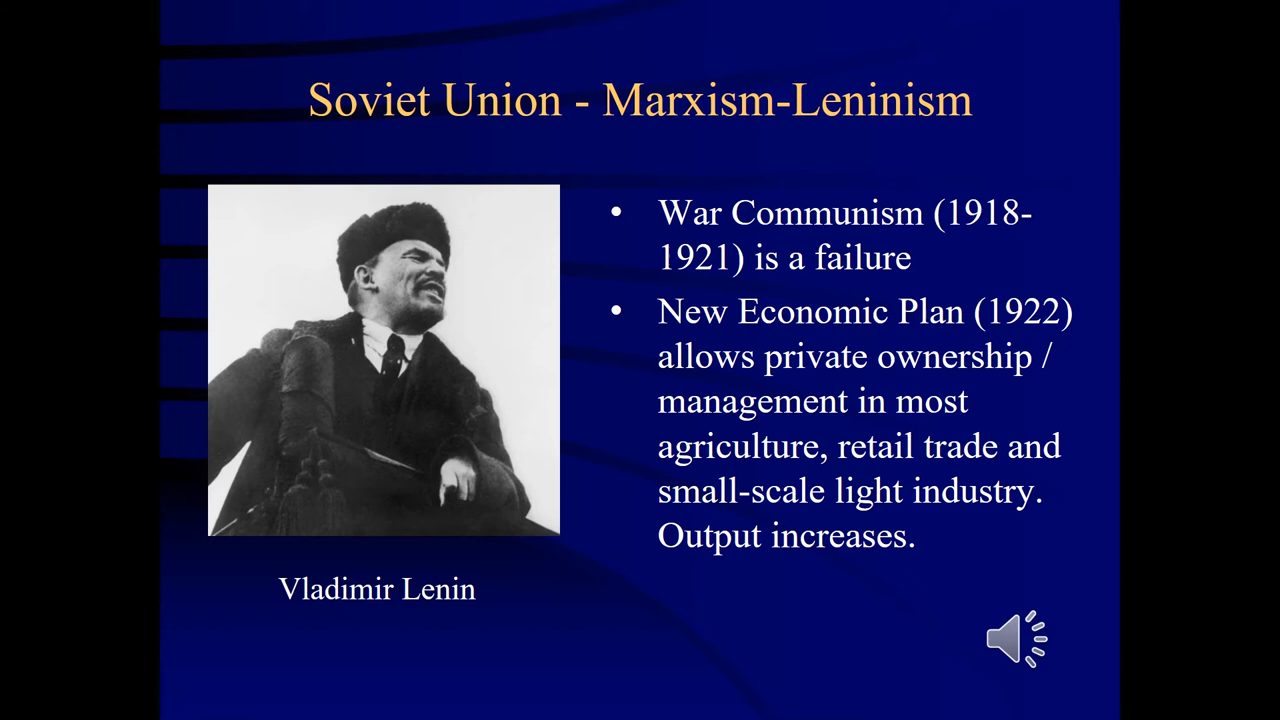 Soviet Union - Marxism-Leninism
• War Communism (1918-
1921) is a failure
• New Economic Plan (1922)
allows private ownership /
management in most
agriculture, retail trade and
small-scale light industry.
Output increases.
Vladimir Lenin